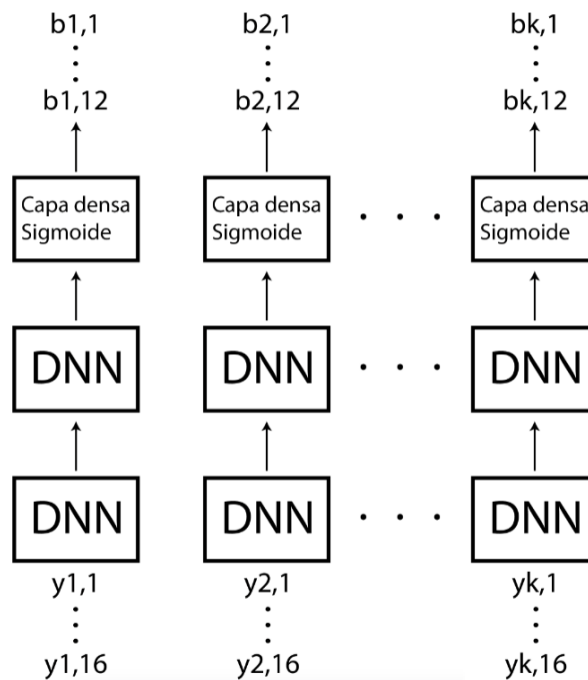 b1,1 b2,1 bk,1
b1,12 b2,12 bk,12
Capa densa Capa densa Capa densa
Sigmoide Sigmoide Sigmoide
DNN DNN DNN
DNN DNN DNN
y1,1 y2,1 yk,1
y1,16 y2,16 yk,16